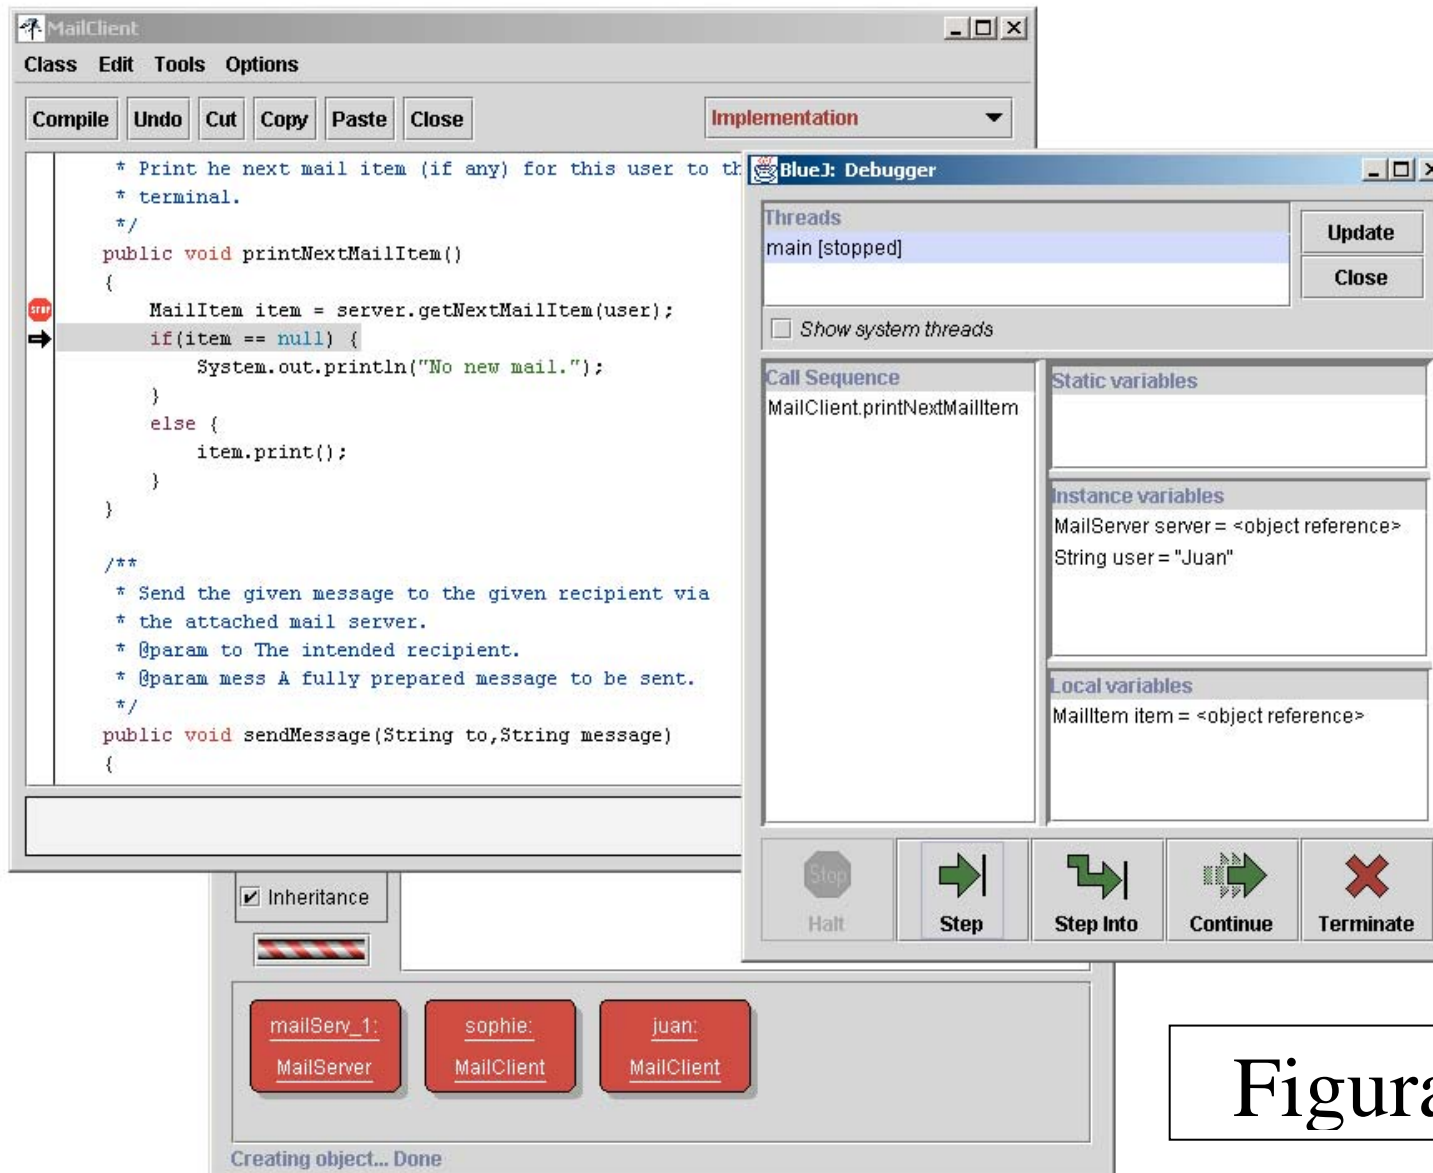 MailClient
Class Edit Tools Options
Compile Undo Cut Copy Paste Close Implementation
* Print he next mail item (if any) for this user to th
* terminal.
*/
public void printNextMailItem()
{
STOP
MailItem item = server.getNextMailItem(user);
if(item == null) {
System.out.println("No new mail.");
}
else {
item.print();
}
}
/**
* Send the given message to the given recipient via
* the attached mail server.
* @param to The intended recipient.
* @param mess A fully prepared message to be sent.
*/
public void sendMessage(String to,String message)
{
BlueJ: Debugger
Threads
main [stopped]
Update
Close
Show system threads
Call Sequence
MailClient.printNextMailItem
Static variables
Instance variables
MailServer server = <object reference>
String user = "Juan"
Local variables
MailItem item = <object reference>
Stop
Halt Step Step Into Continue Terminate
Inheritance
mailServ_1:
MailServer
sophie:
MailClient
juan:
MailClient
Creating object... Done
Figura